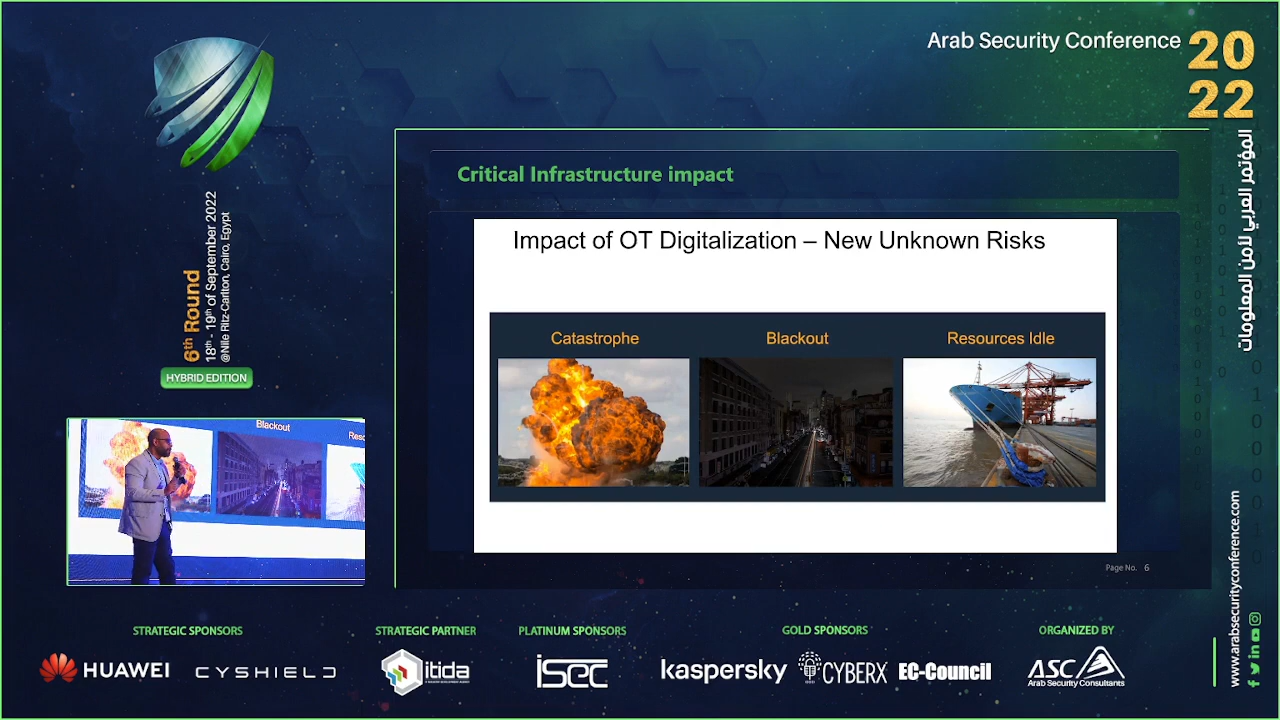 Arab Security Conference
20
22
المؤتمر العربي لأمن المعلومات
6th Round
18th - 19th of September 2022
@Nile Ritz-Carlton, Cairo, Egypt
HYBRID EDITION
Critical Infrastructure impact
Impact of OT Digitalization – New Unknown Risks
Catastrophe
Blackout
Resources Idle
Page No. 6
Blackout
Reso
www.arabsecurityconference.com
STRATEGIC SPONSORS
HUAWEI
CYSHIELD
STRATEGIC PARTNER
itida
PLATINUM SPONSORS
isec
GOLD SPONSORS
kaspersky
CYBERX
EC-Council
ORGANIZED BY
ASC
Arab Security Consultants